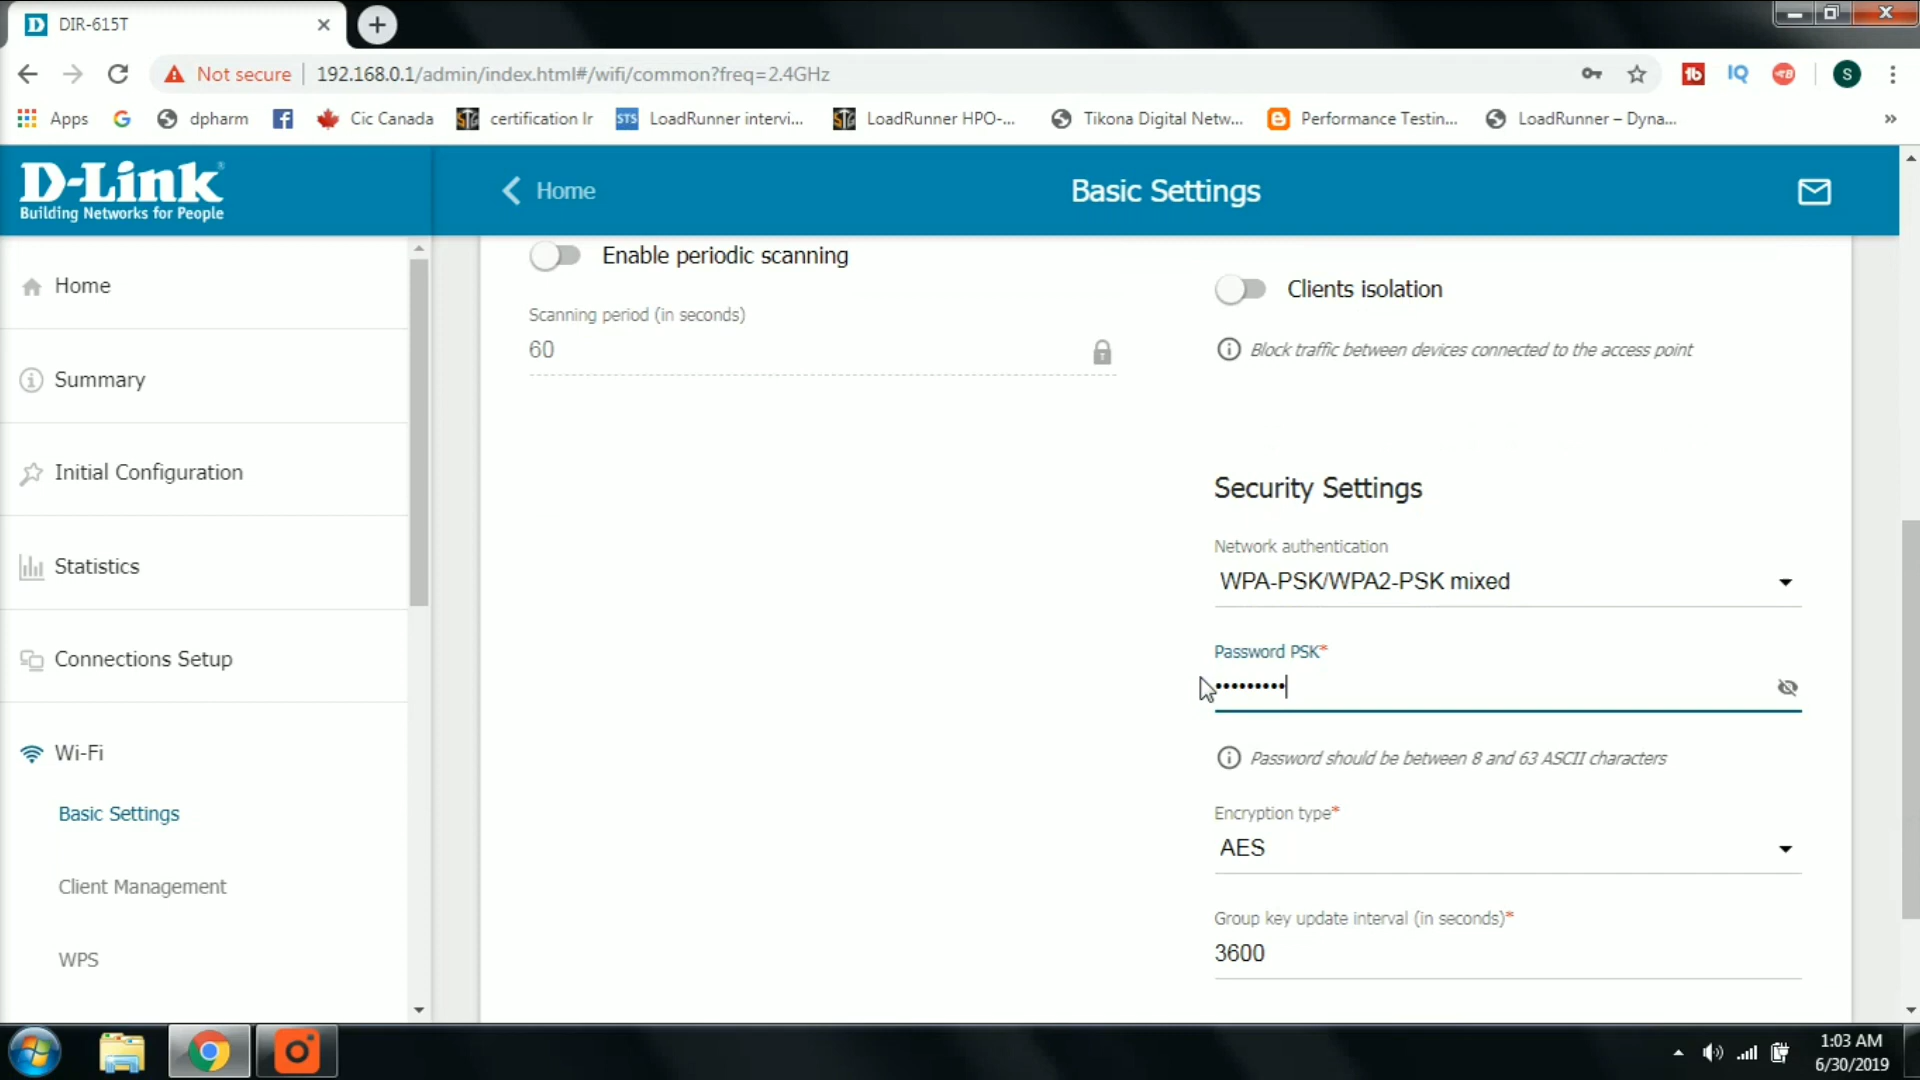 DIR-615T
Not secure
192.168.0.1/admin/index.html#/wifi/common?freq=2.4GHz
Apps
dpharm
Cic Canada
certification lr
LoadRunner intervi...
LoadRunner HPO-...
Tikona Digital Netw...
Performance Testin...
LoadRunner – Dyna...
»
D-Link
Building Networks for People
Home
Basic Settings
Home
Summary
Initial Configuration
Statistics
Connections Setup
Wi-Fi
Basic Settings
Client Management
WPS
Enable periodic scanning
Scanning period (in seconds)
60
Clients isolation
Block traffic between devices connected to the access point
Security Settings
Network authentication
WPA-PSK/WPA2-PSK mixed
Password PSK*
•••••••••
Password should be between 8 and 63 ASCII characters
Encryption type*
AES
Group key update interval (in seconds)*
3600
1:03 AM
6/30/2019